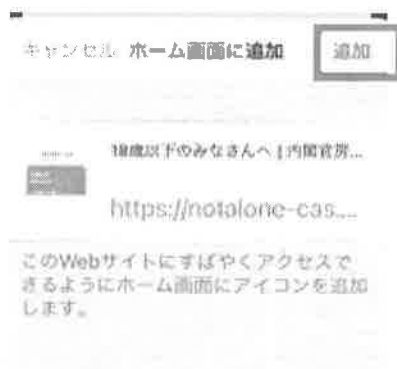 キャンセル ホーム画面に追加 追加
18歳以下のみなさんへ | 内閣官房...
https://notalone-cas....
このWebサイトにすばやくアクセスで
きるようにホーム画面にアイコンを追加
します。